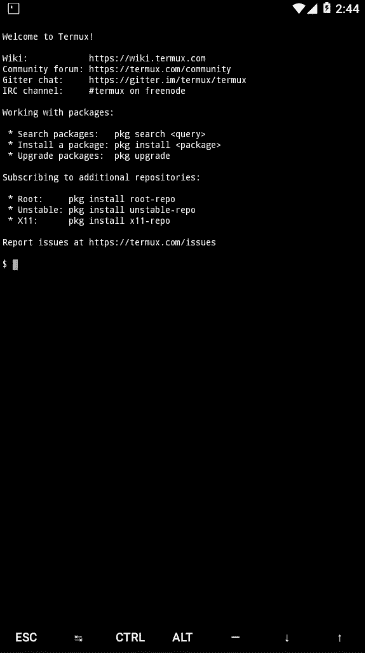 2:44
Welcome to Termux!
Wiki: https://wiki.termux.com
Community forum: https://termux.com/community
Gitter chat: https://gitter.im/termux/termux
IRC channel: #termux on freenode
Working with packages:
* Search packages: pkg search <query>
* Install a package: pkg install <package>
* Upgrade packages: pkg upgrade
Subscribing to additional repositories:
* Root: pkg install root-repo
* Unstable: pkg install unstable-repo
* X11: pkg install x11-repo
Report issues at https://termux.com/issues
$
ESC ↹ CTRL ALT — ↓ ↑